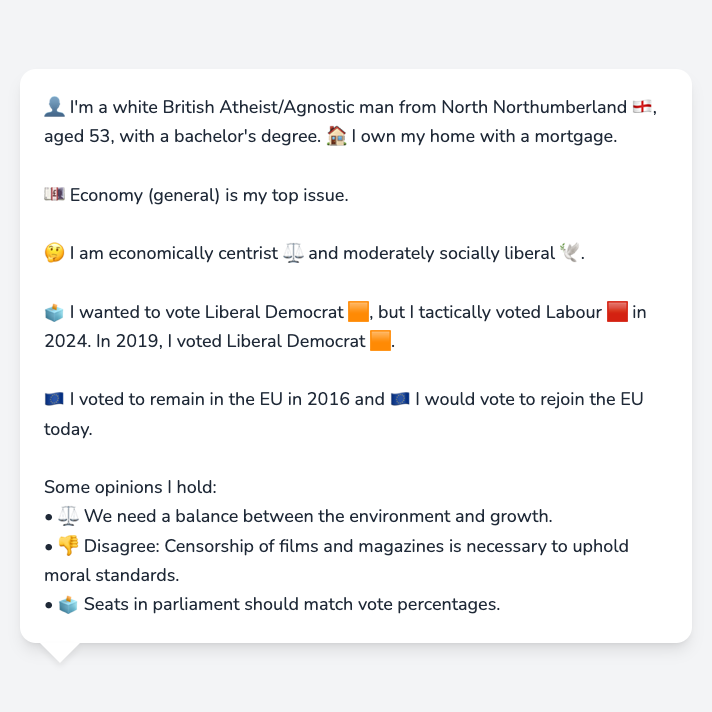 👤 I'm a white British Atheist/Agnostic man from North Northumberland 🏴󠁧󠁢󠁥󠁮󠁧󠁿,
aged 53, with a bachelor's degree. 🏠 I own my home with a mortgage.
💷 Economy (general) is my top issue.
🤔 I am economically centrist ⚖️ and moderately socially liberal 🕊️.
🗳️ I wanted to vote Liberal Democrat 🟧, but I tactically voted Labour 🟥 in
2024. In 2019, I voted Liberal Democrat 🟧.
🇪🇺 I voted to remain in the EU in 2016 and 🇪🇺 I would vote to rejoin the EU
today.
Some opinions I hold:
• ⚖️ We need a balance between the environment and growth.
• 👎 Disagree: Censorship of films and magazines is necessary to uphold
moral standards.
• 🗳️ Seats in parliament should match vote percentages.